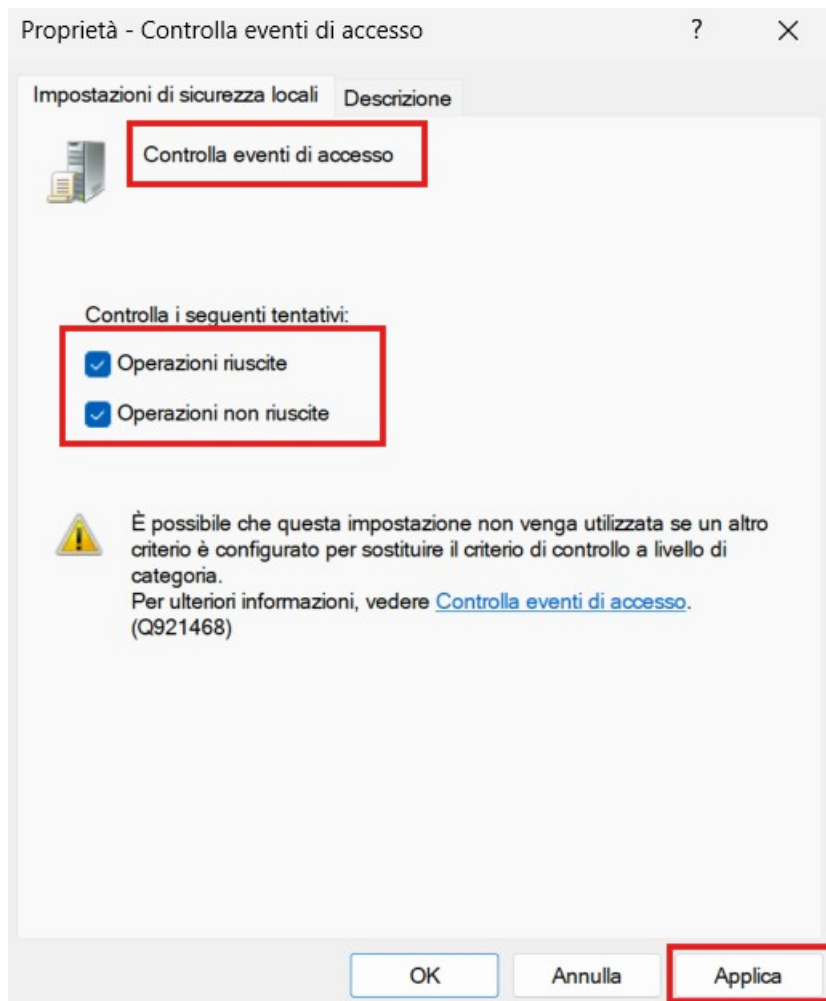 Proprietà - Controlla eventi di accesso ?
Impostazioni di sicurezza locali Descrizione
Controlla eventi di accesso
Controlla i seguenti tentativi:
Operazioni riuscite
Operazioni non riuscite
È possibile che questa impostazione non venga utilizzata se un altro
criterio è configurato per sostituire il criterio di controllo a livello di
categoria.
Per ulteriori informazioni, vedere Controlla eventi di accesso.
(Q921468)
OK Annulla Applica